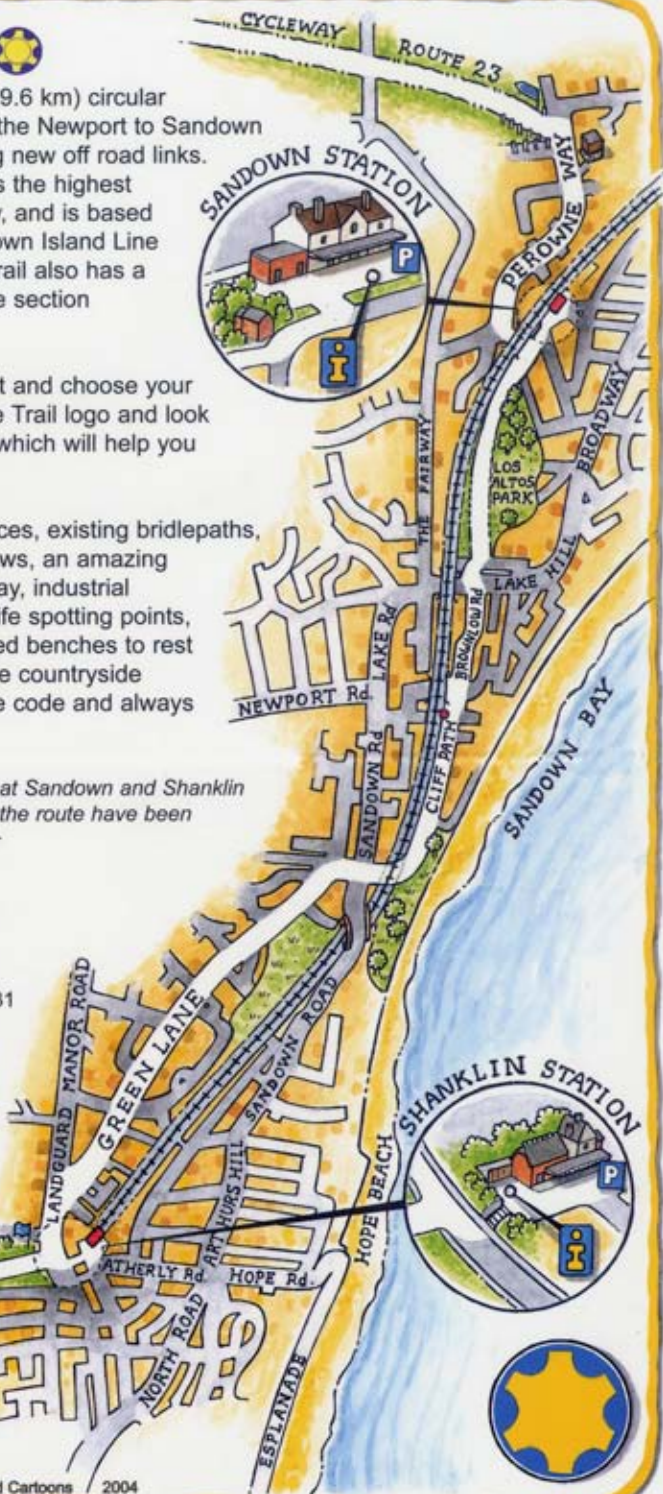 CYCLEWAY
ROUTE 23
9.6 km) circular
the Newport to Sandown
g new off road links.
s the highest
, and is based
own Island Line
rail also has a
e section
SANDOWN STATION
P
i
PEROWNE WAY
t and choose your
e Trail logo and look
which will help you
THE FAIRWAY
BROADWAY
LOS
ALTOS
PARK
ces, existing bridlepaths,
ws, an amazing
ay, industrial
ife spotting points,
ed benches to rest
e countryside
e code and always
LAKE HILL
LAKE Rd
BROWNLOW Rd
NEWPORT Rd.
SANDOWN Rd
CLIFF PATH
SANDOWN BAY
at Sandown and Shanklin
the route have been
31
LANDGUARD MANOR ROAD
GREEN LANE
SANDOWN ROAD
ARTHURS HILL
HOPE BEACH
SHANKLIN STATION
P
i
ATHERLY Rd.
HOPE Rd.
NORTH ROAD
ESPLANADE
d Cartoons / 2004